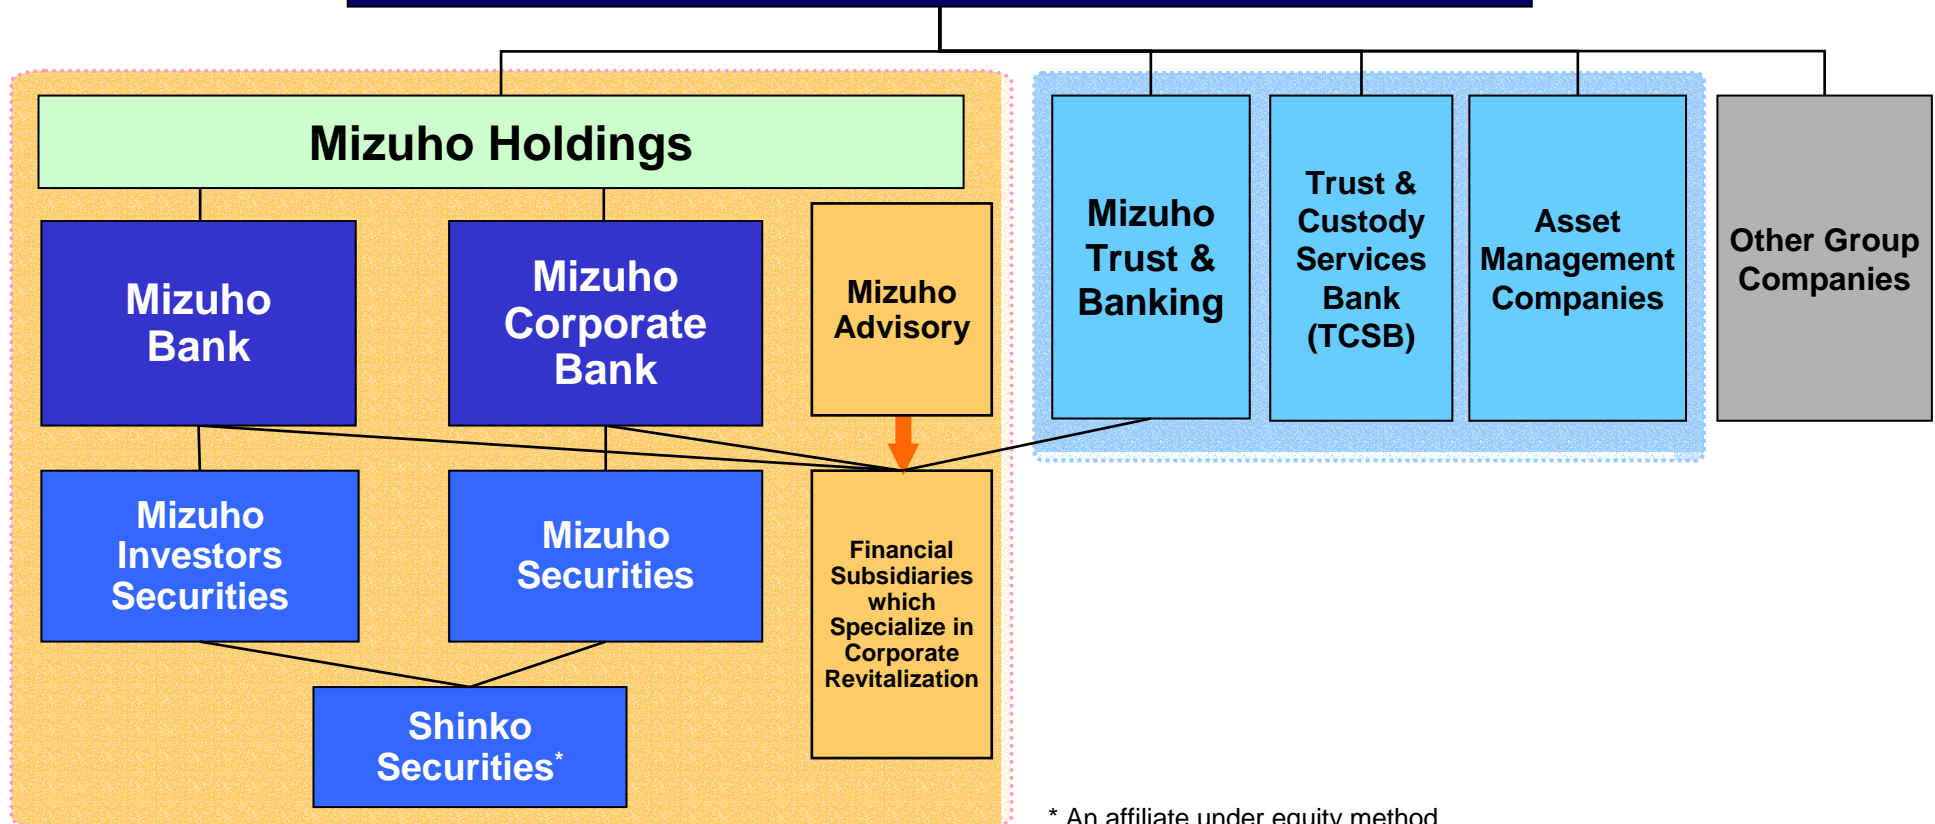 Mizuho Holdings
Mizuho
Bank
Mizuho
Corporate
Bank
Mizuho
Advisory
Mizuho
Trust &
Banking
Trust &
Custody
Services
Bank
(TCSB)
Asset
Management
Companies
Other Group
Companies
Mizuho
Investors
Securities
Mizuho
Securities
Financial
Subsidiaries
which
Specialize in
Corporate
Revitalization
Shinko
Securities*
* An affiliate under equity method